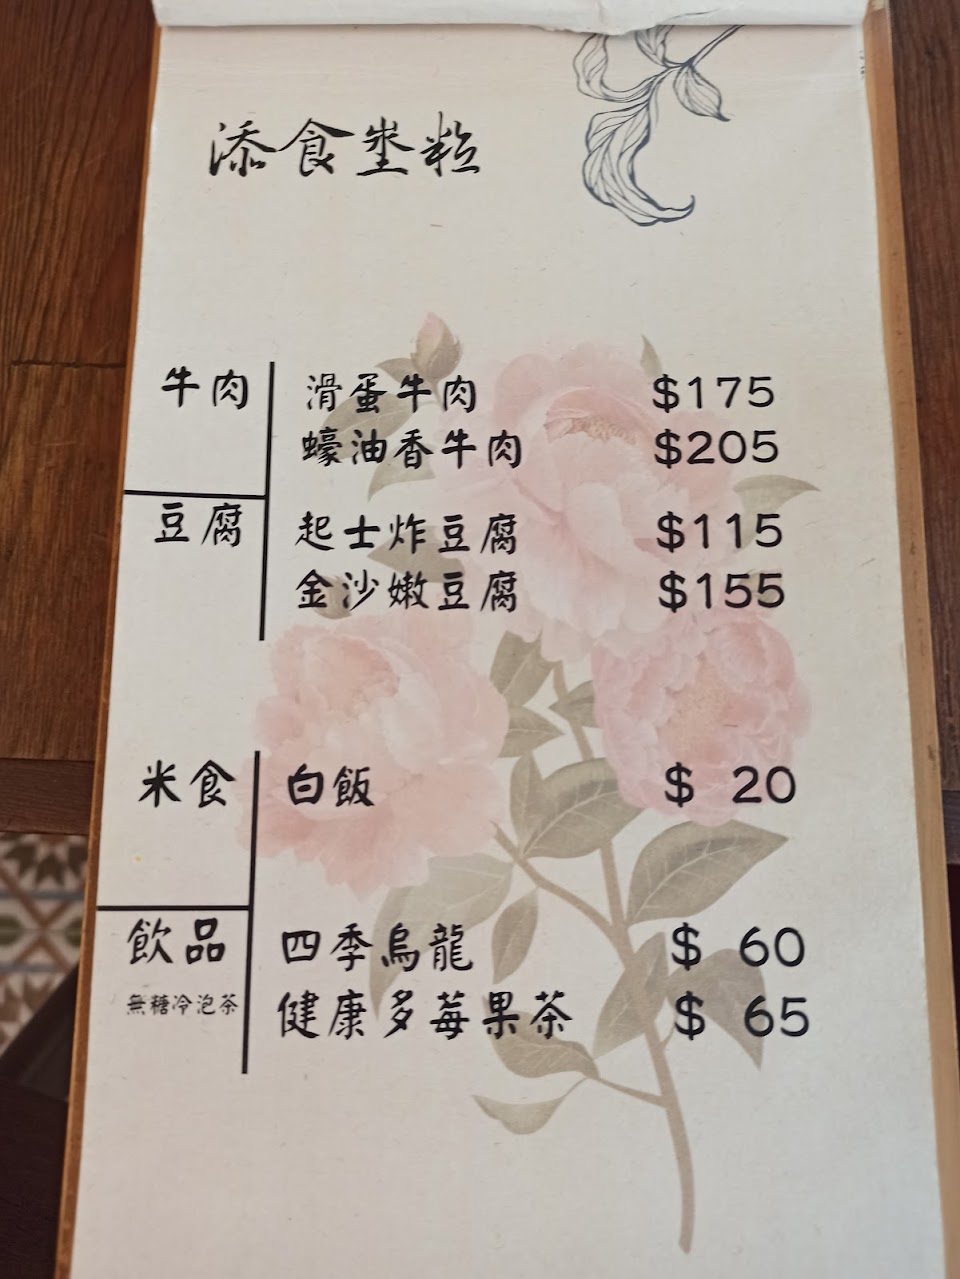 添食埊粒
牛肉
滑蛋牛肉 $175
蠔油香牛肉 $205
豆腐
起士炸豆腐 $115
金沙嫩豆腐 $155
米食 白飯 $ 20
飲品 四季烏龍 $ 60
無糖冷泡茶 健康多莓果茶 $ 65